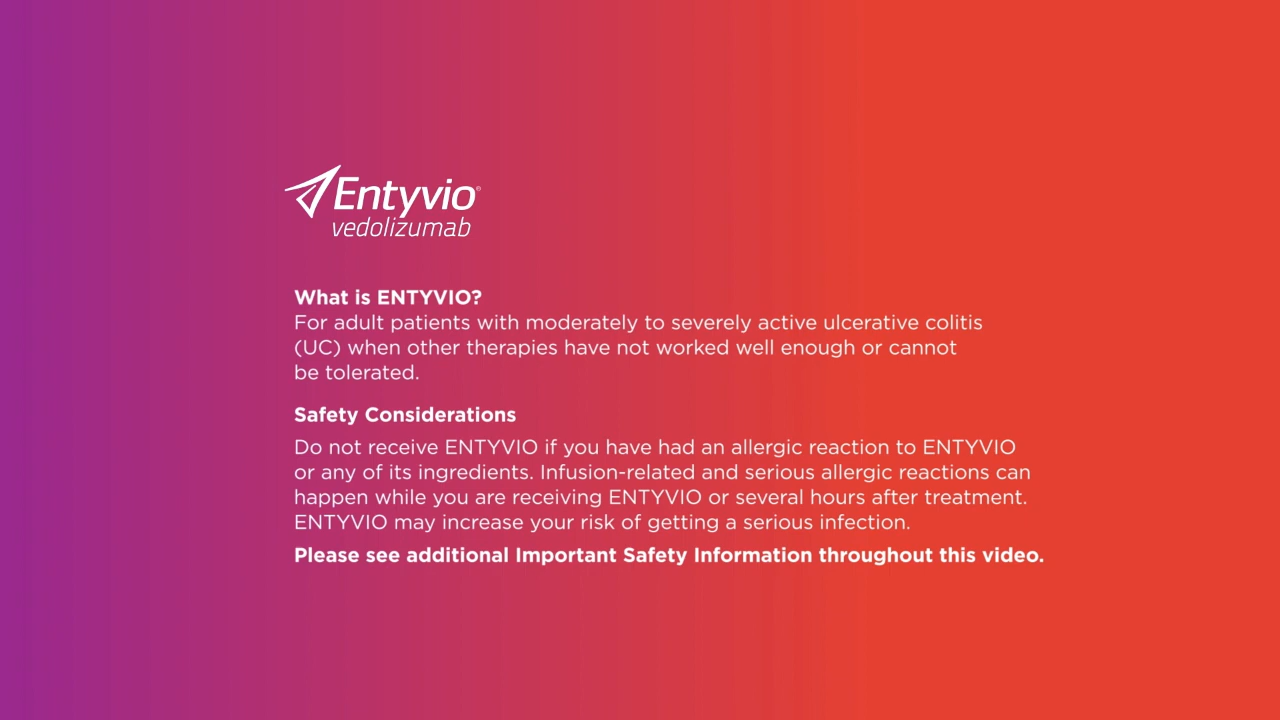 Entyvio®
vedolizumab
What is ENTYVIO?
For adult patients with moderately to severely active ulcerative colitis
(UC) when other therapies have not worked well enough or cannot
be tolerated.
Safety Considerations
Do not receive ENTYVIO if you have had an allergic reaction to ENTYVIO
or any of its ingredients. Infusion-related and serious allergic reactions can
happen while you are receiving ENTYVIO or several hours after treatment.
ENTYVIO may increase your risk of getting a serious infection.
Please see additional Important Safety Information throughout this video.